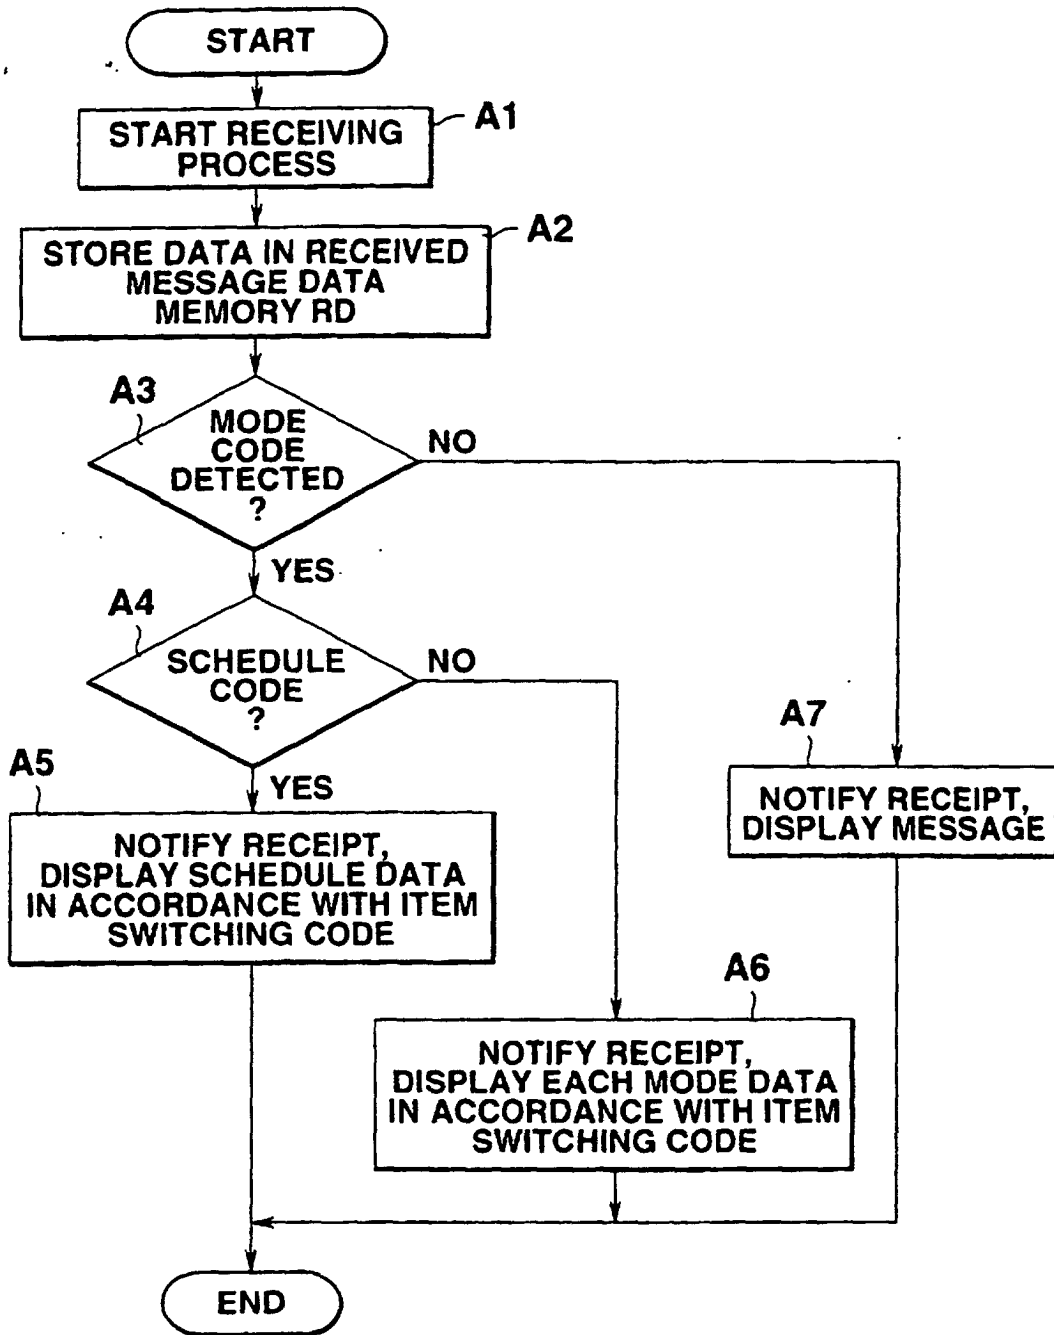 START
A1
START RECEIVING
PROCESS
A2
STORE DATA IN RECEIVED
MESSAGE DATA
MEMORY RD
A3
MODE
CODE
DETECTED
?
NO
YES
A4
SCHEDULE
CODE
?
NO
YES
A5
NOTIFY RECEIPT,
DISPLAY SCHEDULE DATA
IN ACCORDANCE WITH ITEM
SWITCHING CODE
A7
NOTIFY RECEIPT,
DISPLAY MESSAGE
A6
NOTIFY RECEIPT,
DISPLAY EACH MODE DATA
IN ACCORDANCE WITH ITEM
SWITCHING CODE
END